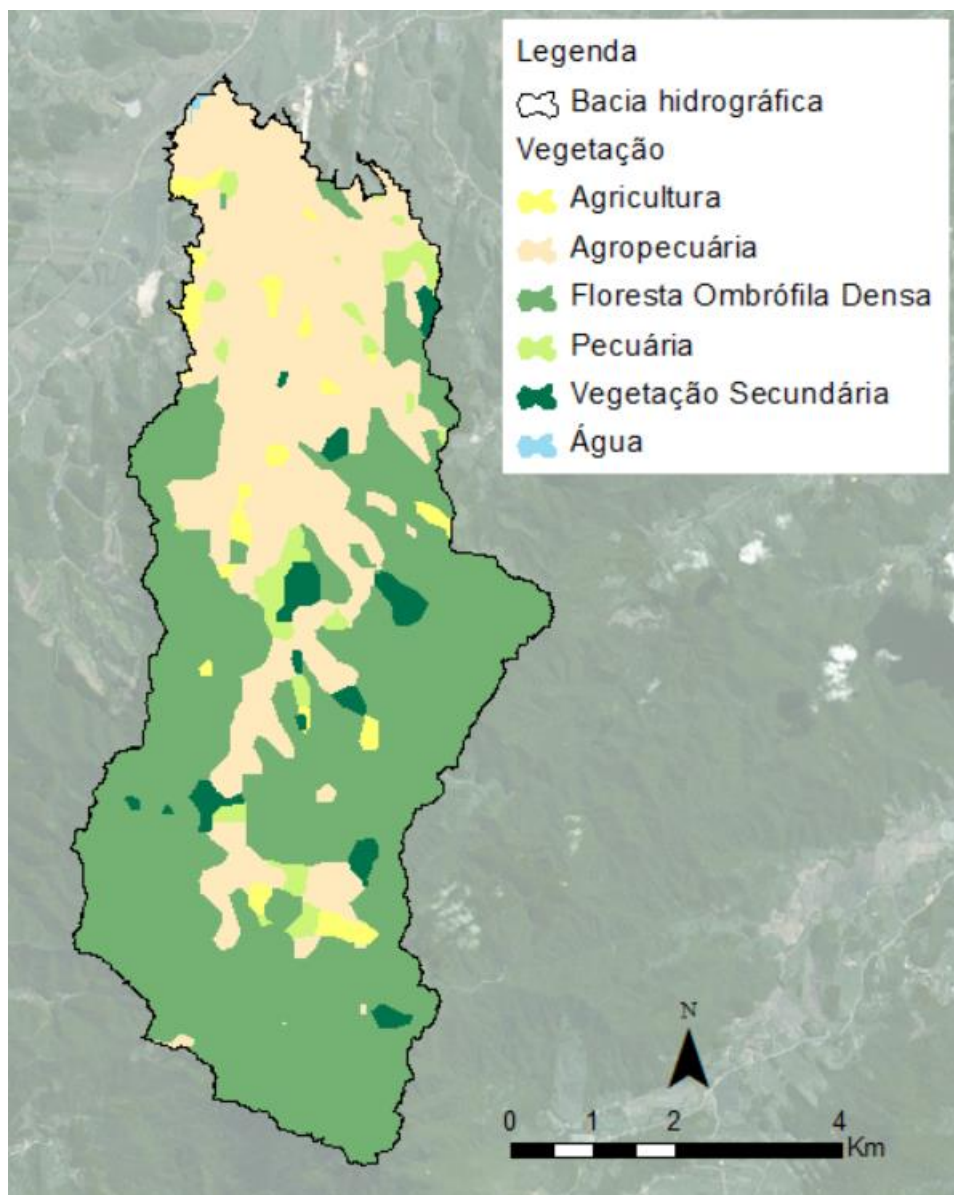 Legenda
Bacia hidrográfica
Vegetação
Agricultura
Agropecuária
Floresta Ombrófila Densa
Pecuária
Vegetação Secundária
Água
N
0 1 2 4
Km